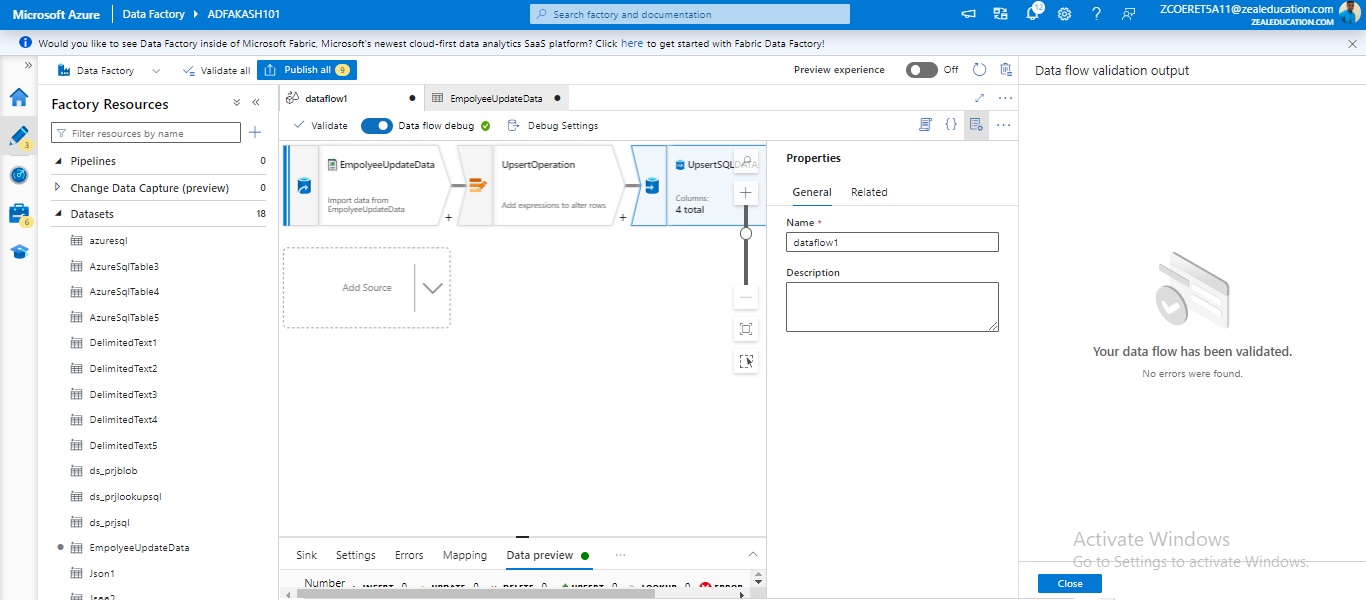 Microsoft Azure
Data Factory
ADFAKASH101
Search factory and documentation
12
ZCOERET5A11@zealeducation.com
ZEALEDUCATION.COM
Would you like to see Data Factory inside of Microsoft Fabric, Microsoft's newest cloud-first data analytics SaaS platform? Click here to get started with Fabric Data Factory!
3
6
Data Factory
Validate all
Publish all 9
Preview experience
Off
Factory Resources
Filter resources by name
Pipelines 0
Change Data Capture (preview) 0
Datasets 18
azuresql
AzureSqlTable3
AzureSqlTable4
AzureSqlTable5
DelimitedText1
DelimitedText2
DelimitedText3
DelimitedText4
DelimitedText5
ds_prjblob
ds_prjlookupsql
ds_prjsql
EmpolyeeUpdateData
Json1
Json2
dataflow1
EmpolyeeUpdateData
Validate
Data flow debug
Debug Settings
EmpolyeeUpdateData
Import data from
EmpolyeeUpdateData
+
UpsertOperation
Add expressions to alter rows
+
UpsertSQLDATA
Columns:
4 total
Add Source
Sink
Settings
Errors
Mapping
Data preview
Number
INSERT 0
UPDATE 0
DELETE 0
UPSERT 0
LOOKUP 0
ERROR
Properties
General
Related
Name *
dataflow1
Description
Data flow validation output
Your data flow has been validated.
No errors were found.
Activate Windows
Go to Settings to activate Windows.
Close